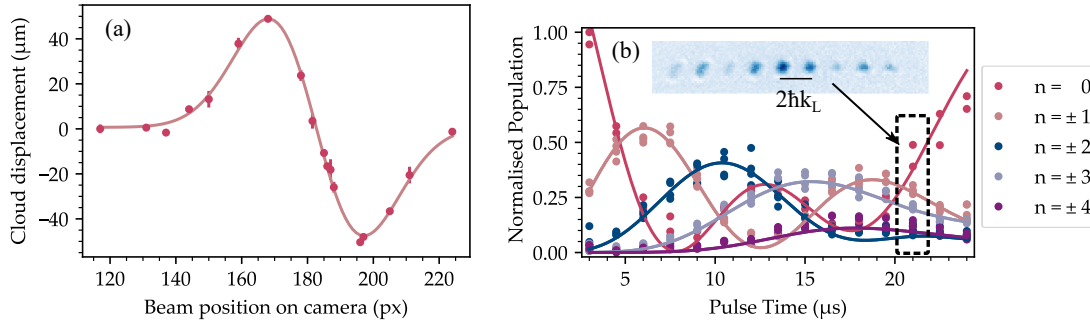 (a)
Cloud displacement (µm)
40
20
0
−20
−40
120
140
160
180
200
220
Beam position on camera (px)
(b)
Normalised Population
1.00
0.75
0.50
0.25
0.00
2ħk_L
5
10
15
20
Pulse Time (µs)
n = 0
n = ± 1
n = ± 2
n = ± 3
n = ± 4